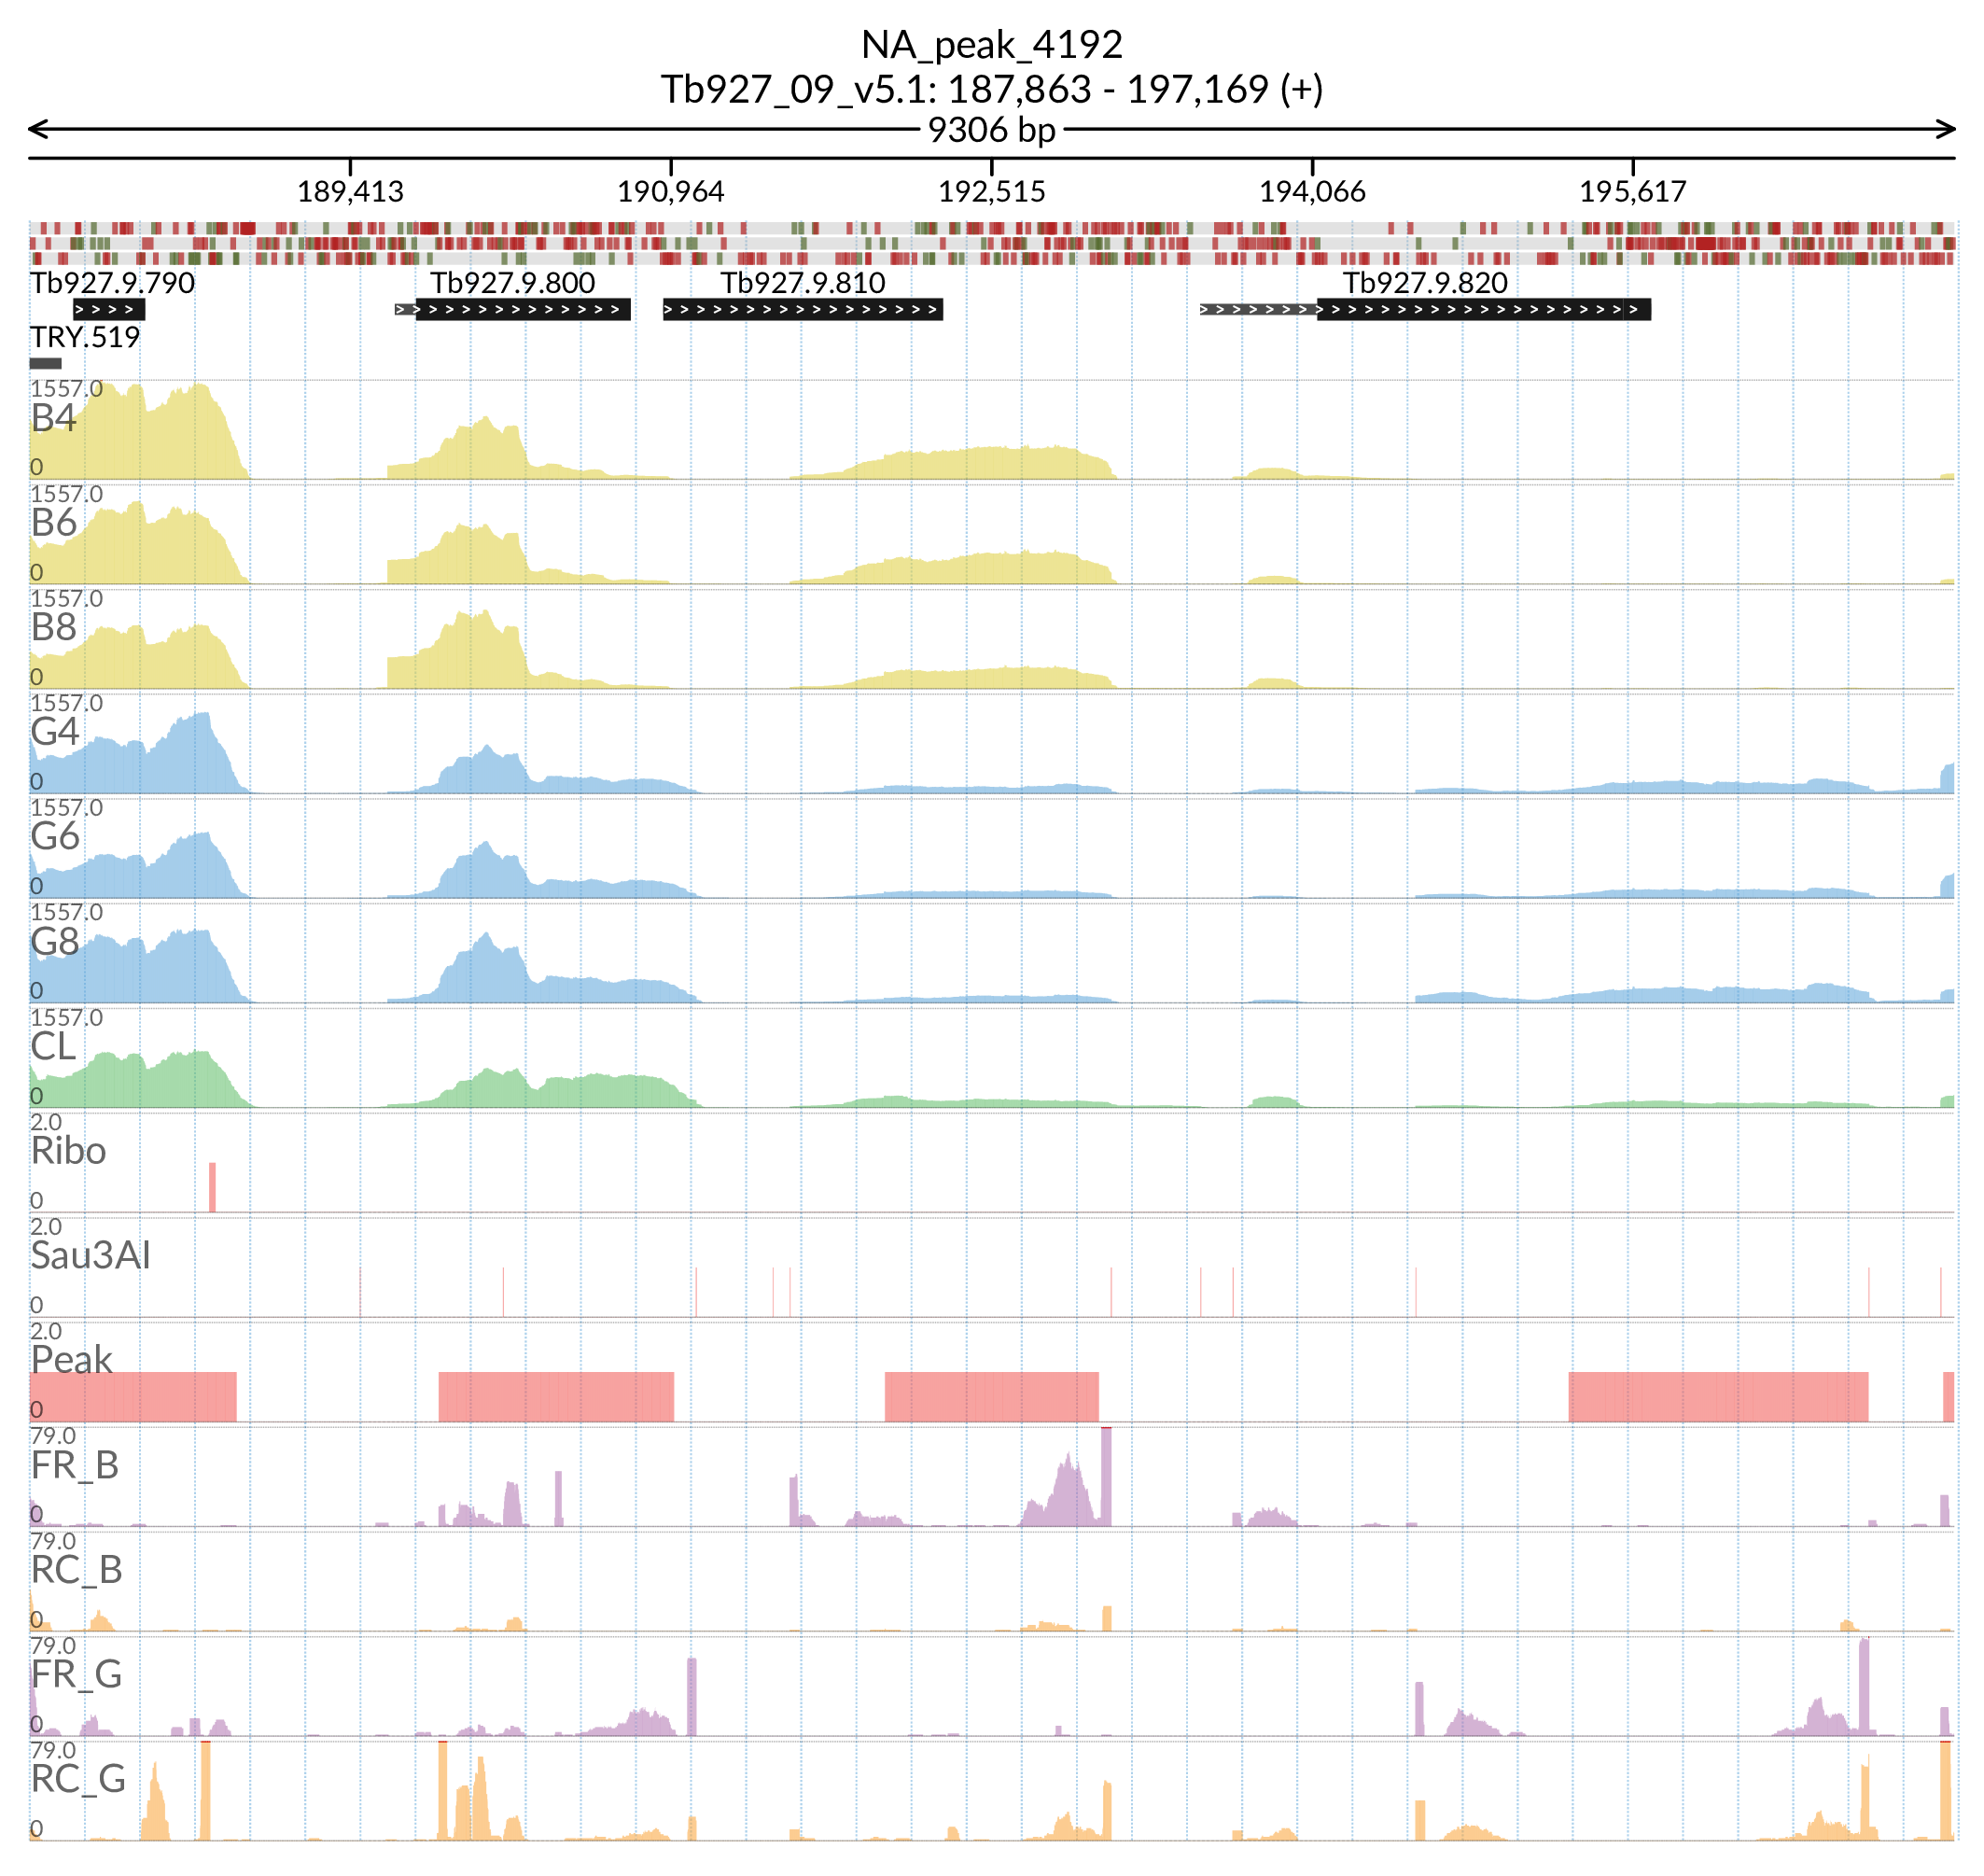 NA_peak_4192
Tb927_09_v5.1: 187,863 - 197,169 (+)
9306 bp
189,413 190,964 192,515 194,066 195,617
Tb927.9.790 Tb927.9.800 Tb927.9.810 Tb927.9.820
TRY.519
1557.0
B4
0
1557.0
B6
0
1557.0
B8
0
1557.0
G4
0
1557.0
G6
0
1557.0
G8
0
1557.0
CL
0
2.0
Ribo
0
2.0
Sau3AI
0
2.0
Peak
0
79.0
FR_B
0
79.0
RC_B
0
79.0
FR_G
0
79.0
RC_G
0